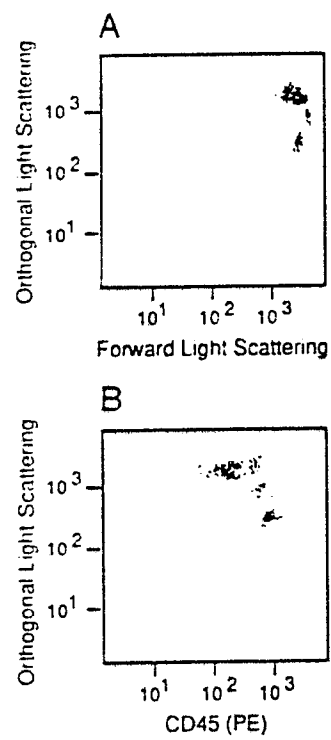 A
Orthogonal Light Scattering
10³
10²
10¹
10¹ 10² 10³
Forward Light Scattering
B
Orthogonal Light Scattering
10³
10²
10¹
10¹ 10² 10³
CD45 (PE)